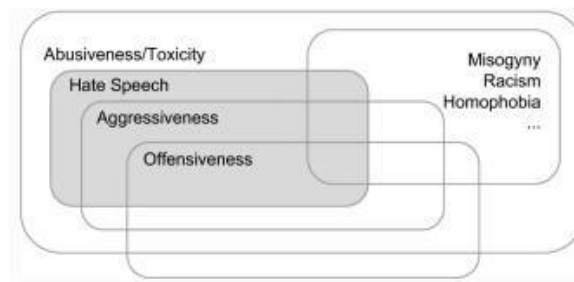 Abusiveness/Toxicity
Hate Speech
Aggressiveness
Offensiveness
Misogyny
Racism
Homophobia
...